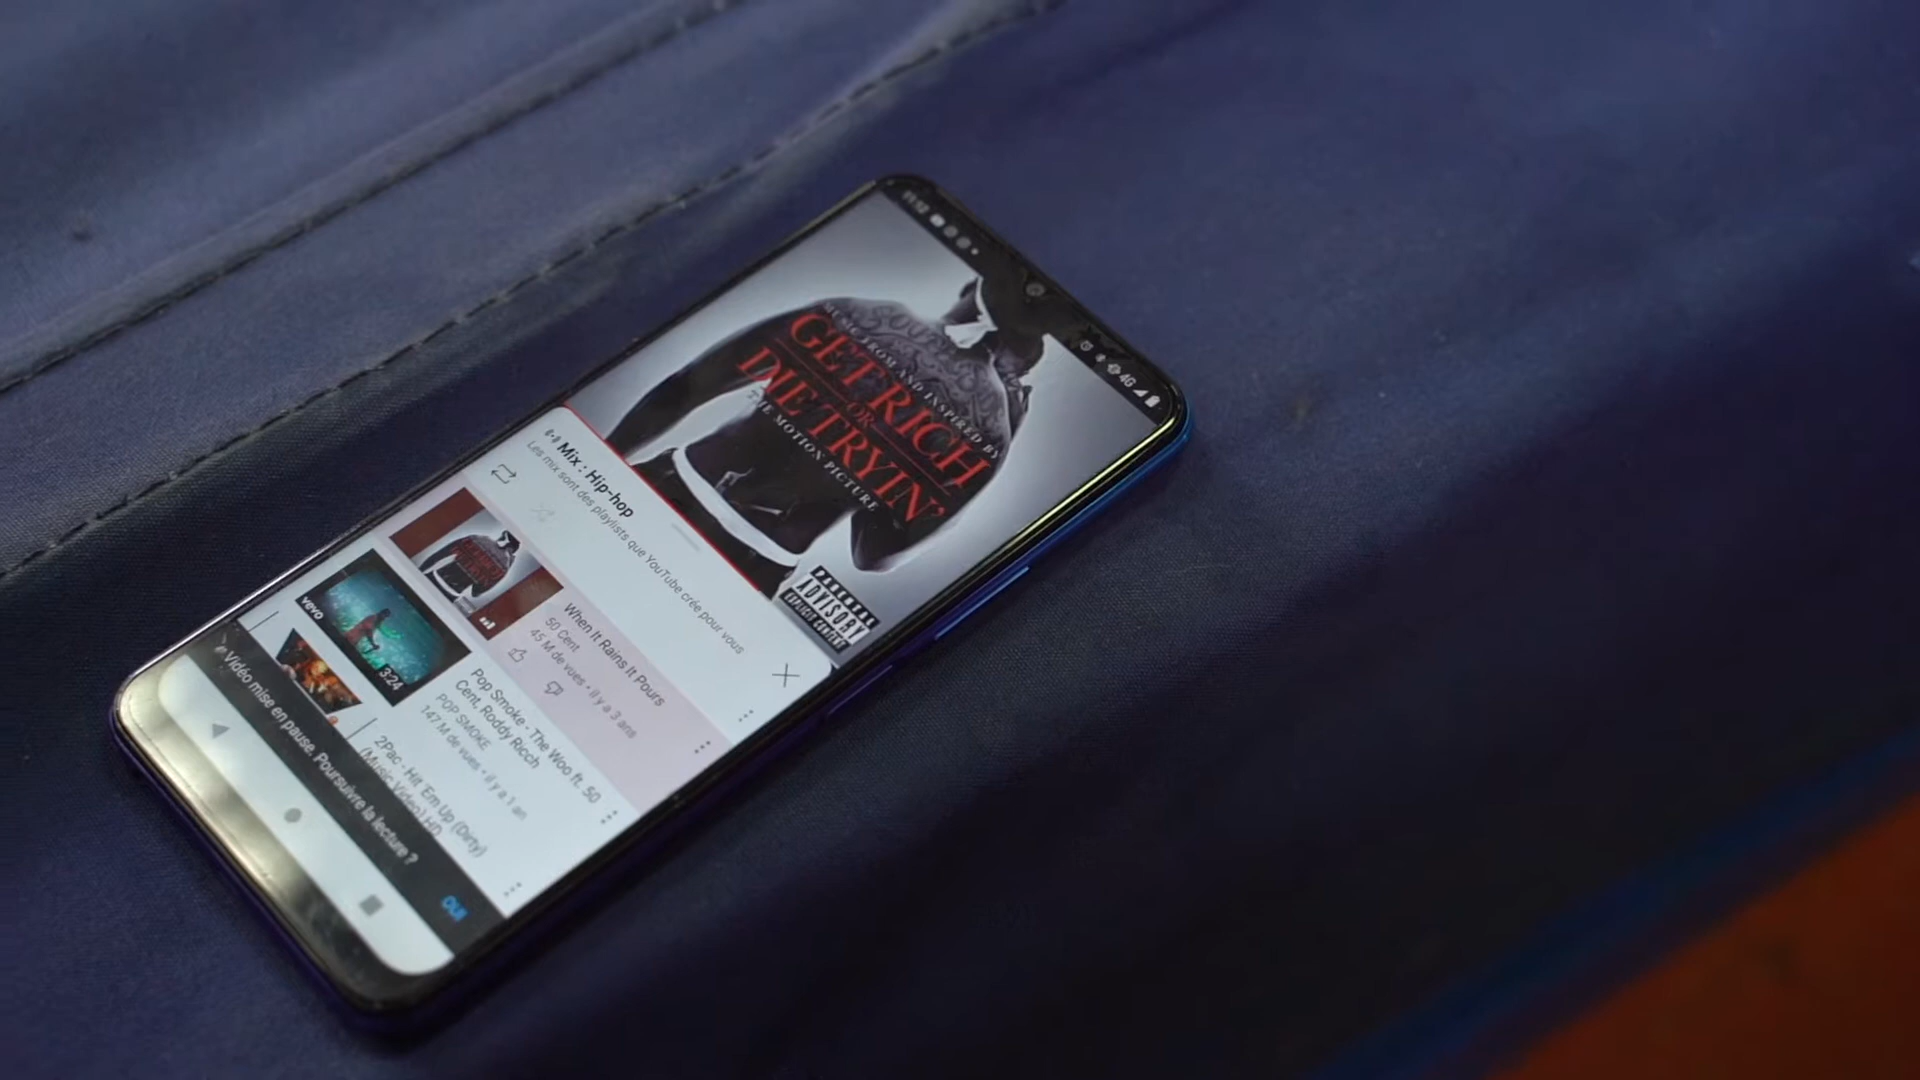 11:12
4G
MUSIC FROM AND INSPIRED BY
GET RICH
OR
DIE TRYIN'
THE MOTION PICTURE
PARENTAL
ADVISORY
EXPLICIT CONTENT
Mix : Hip-hop
Les mix sont des playlists que YouTube crée pour vous
When It Rains It Pours
50 Cent
45 M de vues • il y a 3 ans
vevo
3:24
Pop Smoke - The Woo ft. 50
Cent, Roddy Ricch
POP SMOKE
147 M de vues • il y a 1 an
2Pac - Hit 'Em Up (Dirty)
(Music Video) HD
Vidéo mise en pause. Poursuivre la lecture ?
OUI